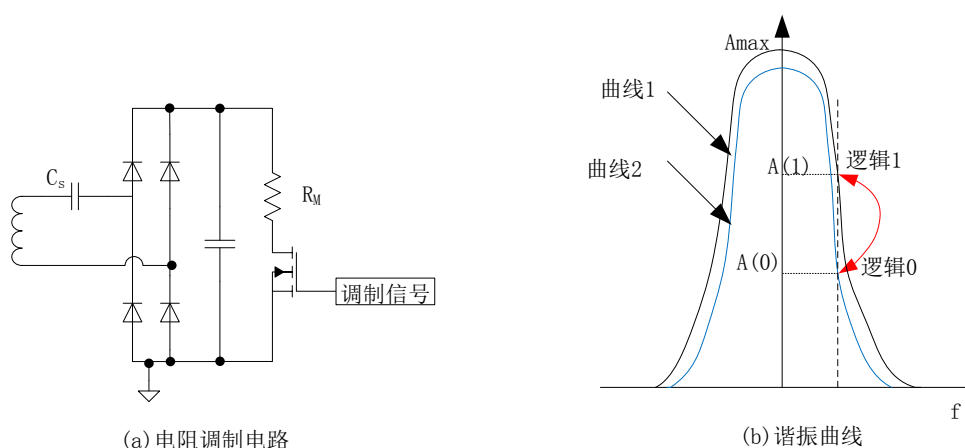 Cs
RM
调制信号
(a)电阻调制电路
Amax
曲线1
曲线2
A(1)
逻辑1
A(0)
逻辑0
f
(b)谐振曲线